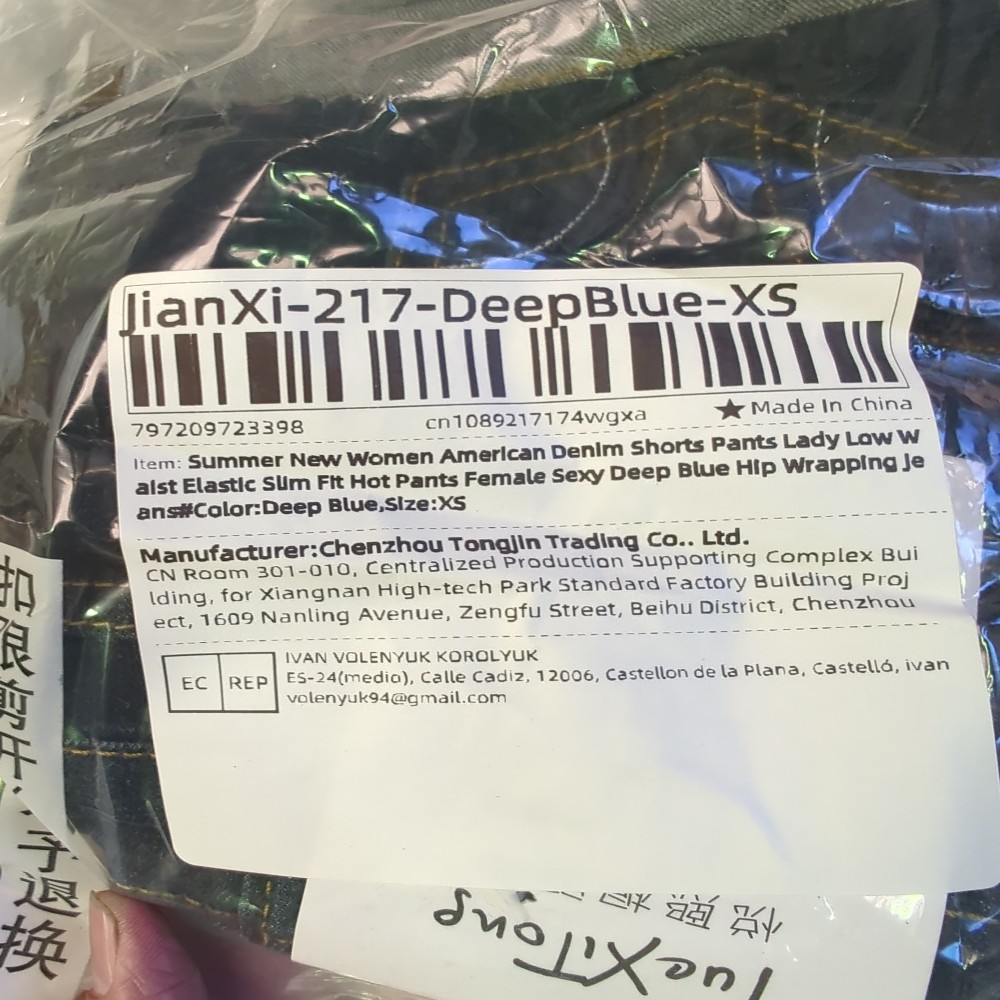 JianXi-217-DeepBlue-XS
797209723398 cn1089217174wgxa ★ Made In China
Item: Summer New Women American Denim Shorts Pants Lady Low W
aist Elastic Slim Fit Hot Pants Female Sexy Deep Blue Hip Wrapping Je
ans#Color:Deep Blue,Size:XS
Manufacturer:Chenzhou Tongjin Trading Co.. Ltd.
CN Room 301-010, Centralized Production Supporting Complex Bui
lding, for Xiangnan High-tech Park Standard Factory Building Proj
ect, 1609 Nanling Avenue, Zengfu Street, Beihu District, Chenzhou
EC REP
IVAN VOLENYUK KOROLYUK
ES-24(medio), Calle Cadiz, 12006, Castellon de la Plana, Castelló, ivan
volenyuk94@gmail.com
扣限剪开
予退换
YueXiTong